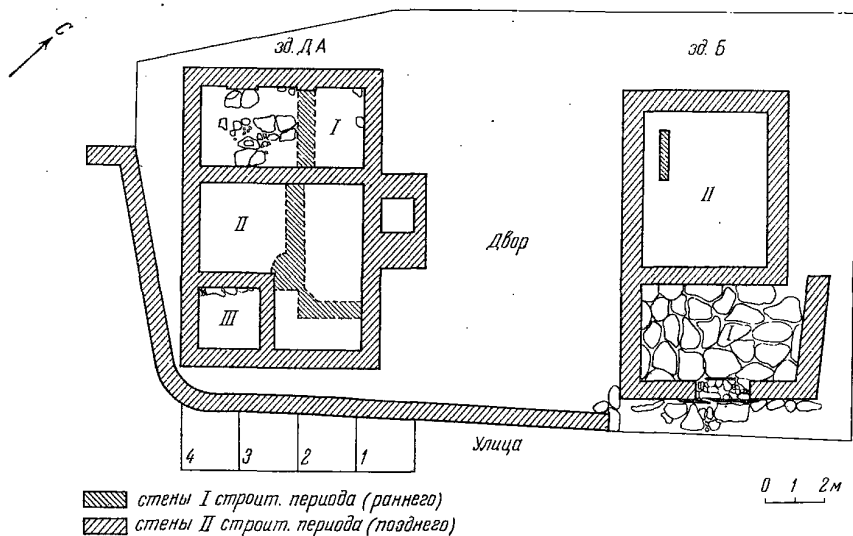 С
зд. ДА
зд. Б
I
II
II
Двор
III
I
4 3 2 1
Улица
стены I строит. периода (раннего)
стены II строит. периода (позднего)
0 1 2м